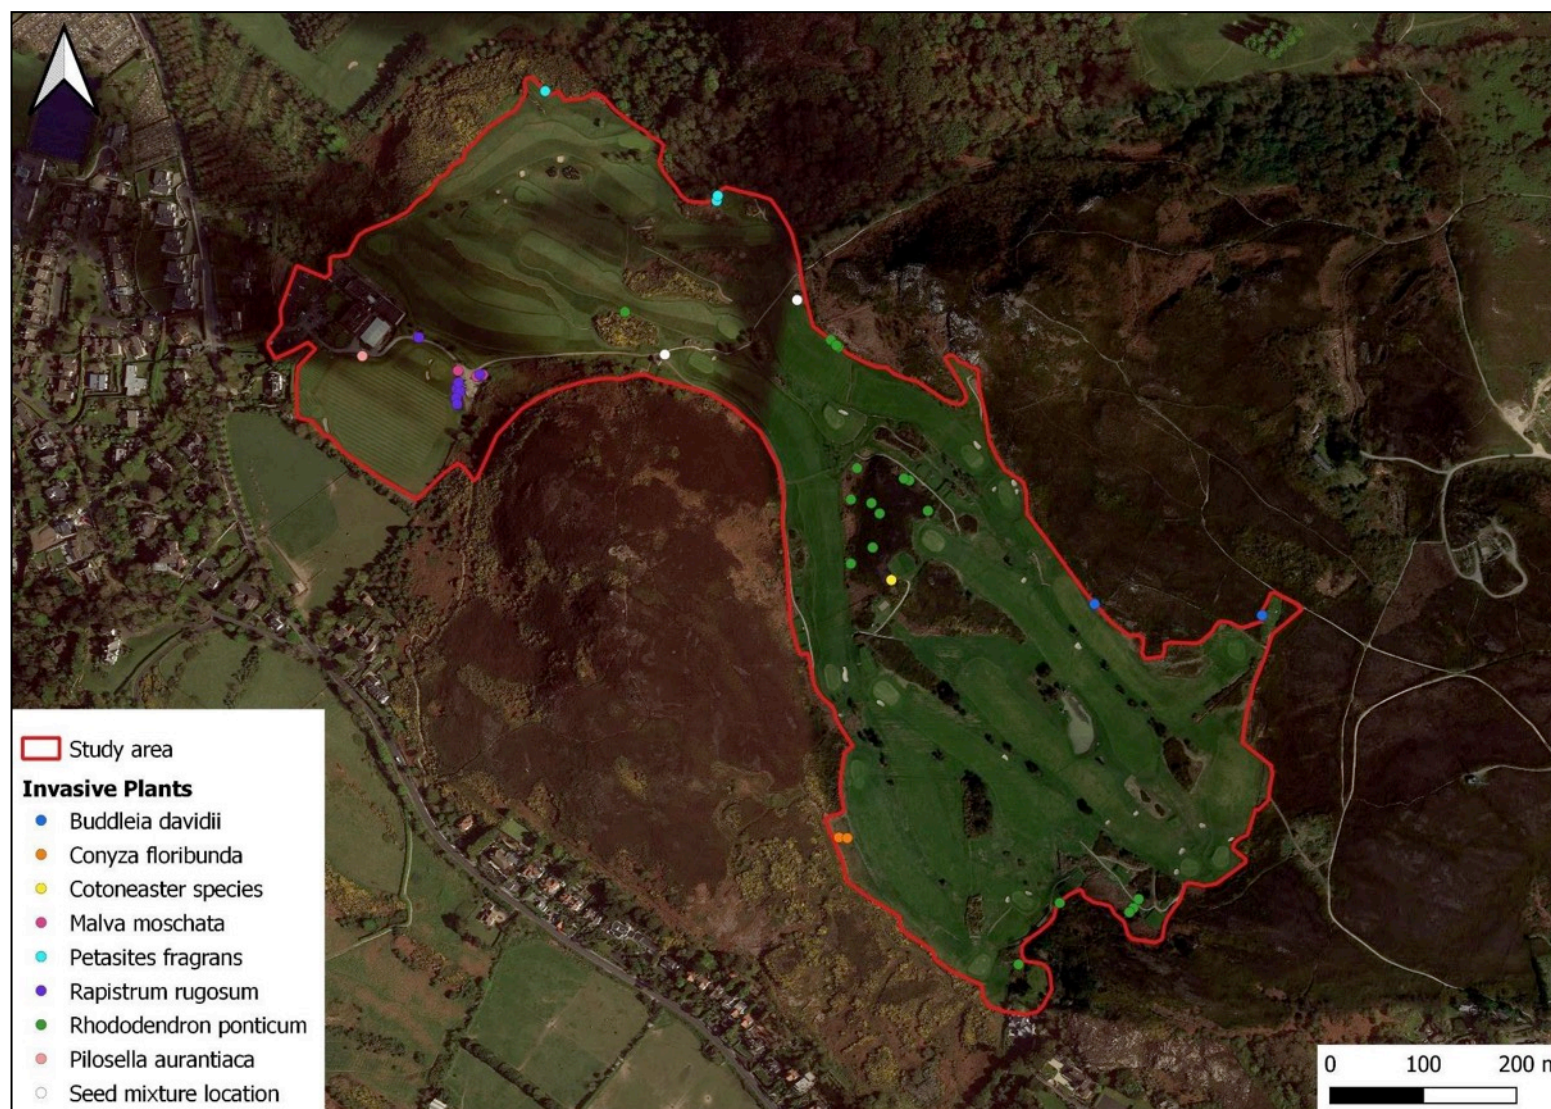 Study area
Invasive Plants
Buddleia davidii
Conyza floribunda
Cotoneaster species
Malva moschata
Petasites fragrans
Rapistrum rugosum
Rhododendron ponticum
Pilosella aurantiaca
Seed mixture location
0 100 200 m